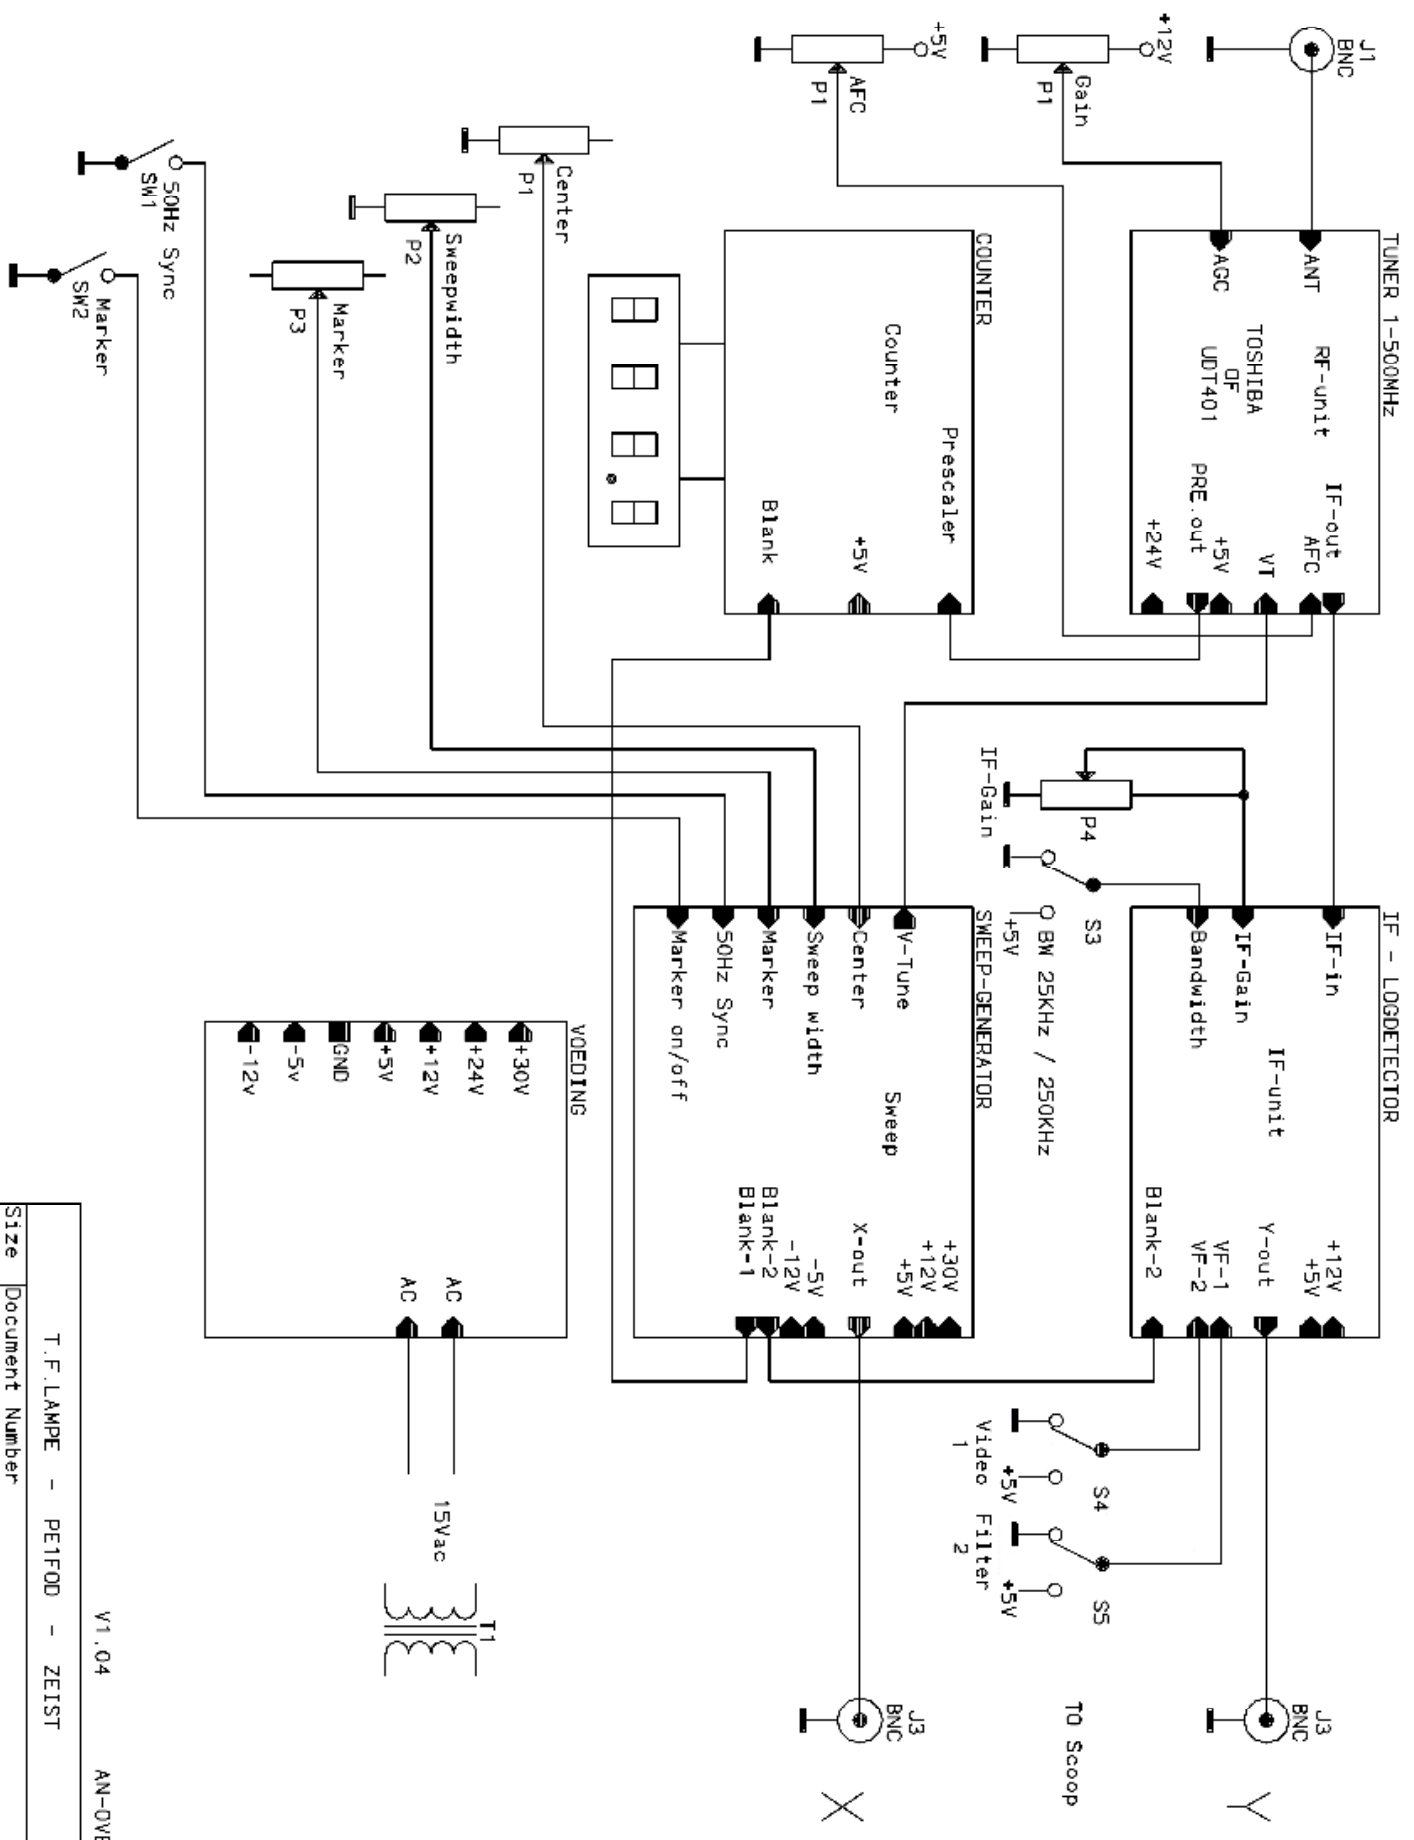 J1
BNC
+12V
Gain
P1
+5V
AFC
P1
Center
P1
Sweepwidth
P2
Marker
P3
50Hz Sync
SW1
Marker
SW2
TUNER 1-500MHz
ANT
AGC
RF-unit
TOSHIBA
OF
UDT401
IF-out
AFC
VT
+5V
PRE.out
+24V
COUNTER
Counter
Prescaler
+5V
Blank
IF-Gain
P4
S3
BW 25KHz / 250KHz
+5V
IF - LOGDETECTOR
IF-in
IF-Gain
Bandwidth
IF-unit
+12V
+5V
Y-out
VF-1
VF-2
Blank-2
SWEEP-GENERATOR
V-Tune
Center
Sweep width
Marker
50Hz Sync
Marker on/off
Sweep
+30V
+12V
+5V
X-out
-5V
-12V
Blank-2
Blank-1
VOEDING
+30V
+24V
+12V
+5V
GND
-5v
-12v
AC
AC
15Vac
T1
S4
S5
+5V
+5V
Video Filter
1
2
J3
BNC
Y
TO Scoop
J3
BNC
X
V1.04
T.F.LAMPE - PE1FOD - ZEIST
Size
Document Number